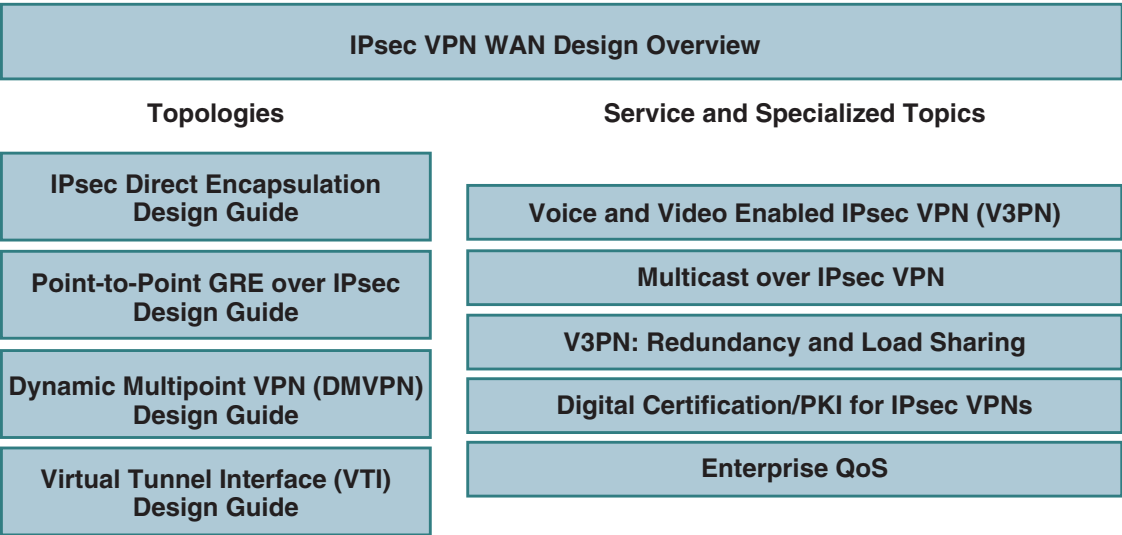 IPsec VPN WAN Design Overview
Topologies
IPsec Direct Encapsulation
Design Guide
Point-to-Point GRE over IPsec
Design Guide
Dynamic Multipoint VPN (DMVPN)
Design Guide
Virtual Tunnel Interface (VTI)
Design Guide
Service and Specialized Topics
Voice and Video Enabled IPsec VPN (V3PN)
Multicast over IPsec VPN
V3PN: Redundancy and Load Sharing
Digital Certification/PKI for IPsec VPNs
Enterprise QoS